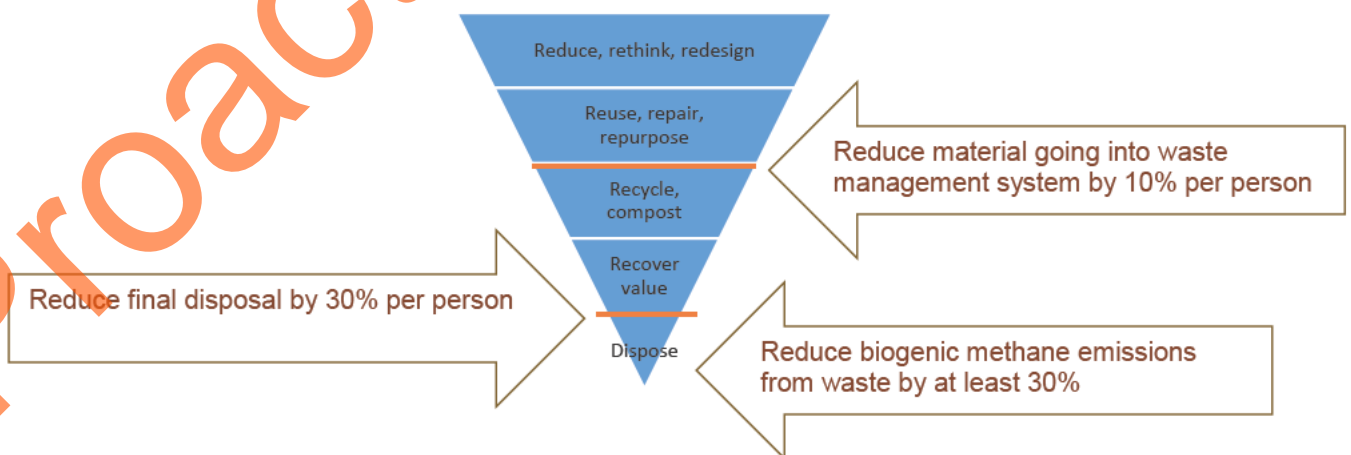 Proac
Reduce, rethink, redesign
Reuse, repair,
repurpose
Reduce material going into waste
management system by 10% per person
Recycle,
compost
Recover
value
Reduce final disposal by 30% per person
Dispose
Reduce biogenic methane emissions
from waste by at least 30%